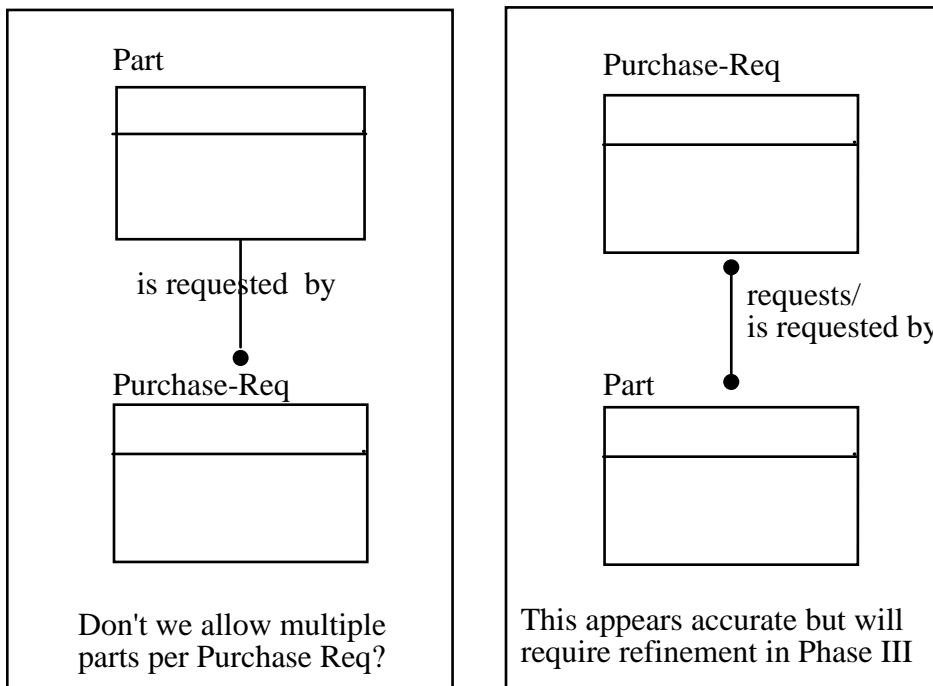 Part
is requested by
Purchase-Req
Don't we allow multiple
parts per Purchase Req?
Purchase-Req
requests/
is requested by
Part
This appears accurate but will
require refinement in Phase III